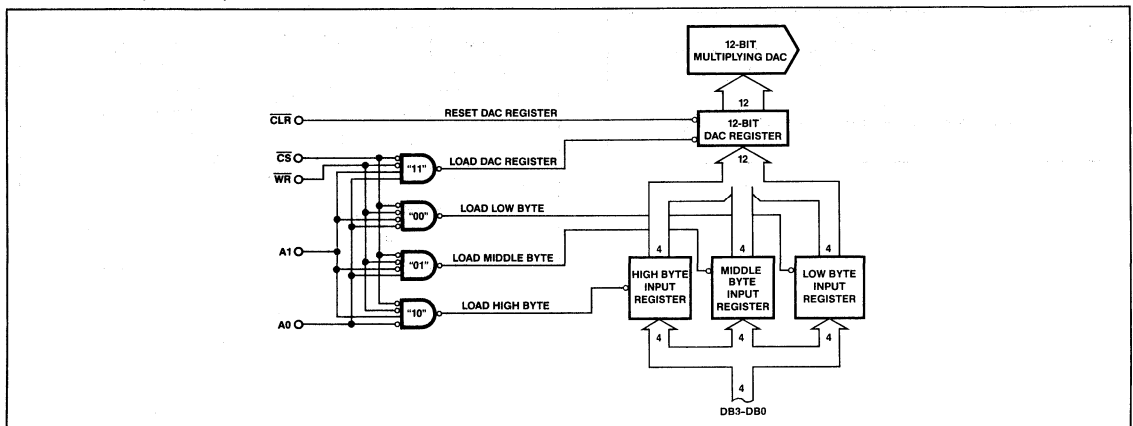 12-BIT
MULTIPLYING DAC
12
CLR
RESET DAC REGISTER
12-BIT
DAC REGISTER
CS
WR
"11"
LOAD DAC REGISTER
12
"00"
LOAD LOW BYTE
A1
"01"
LOAD MIDDLE BYTE
4
4
4
HIGH BYTE
INPUT
REGISTER
MIDDLE
BYTE
INPUT
REGISTER
LOW BYTE
INPUT
REGISTER
"10"
LOAD HIGH BYTE
A0
4
4
4
4
DB3-DB0